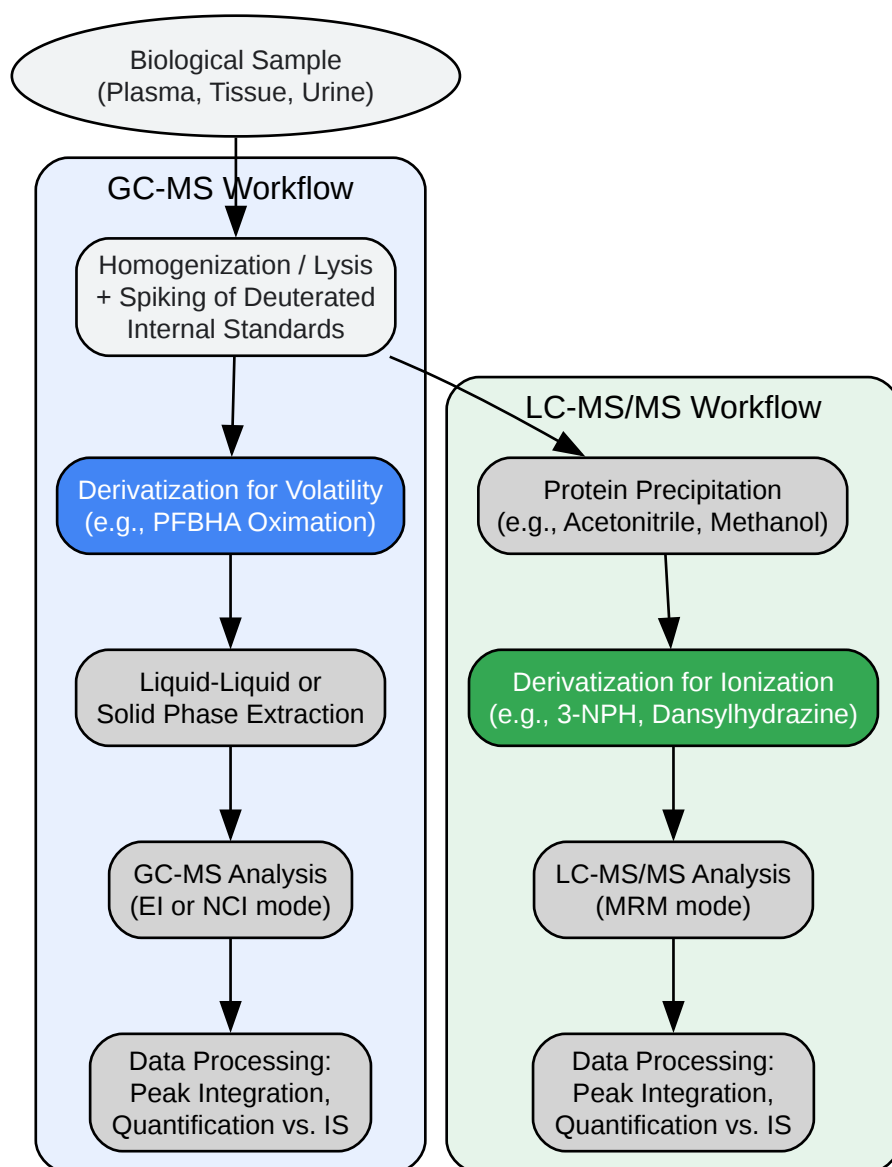 Biological Sample
(Plasma, Tissue, Urine)
GC-MS Workflow
Homogenization / Lysis
+ Spiking of Deuterated
Internal Standards
Derivatization for Volatility
(e.g., PFBHA Oximation)
Liquid-Liquid or
Solid Phase Extraction
GC-MS Analysis
(EI or NCI mode)
Data Processing:
Peak Integration,
Quantification vs. IS
LC-MS/MS Workflow
Protein Precipitation
(e.g., Acetonitrile, Methanol)
Derivatization for Ionization
(e.g., 3-NPH, Dansylhydrazine)
LC-MS/MS Analysis
(MRM mode)
Data Processing:
Peak Integration,
Quantification vs. IS